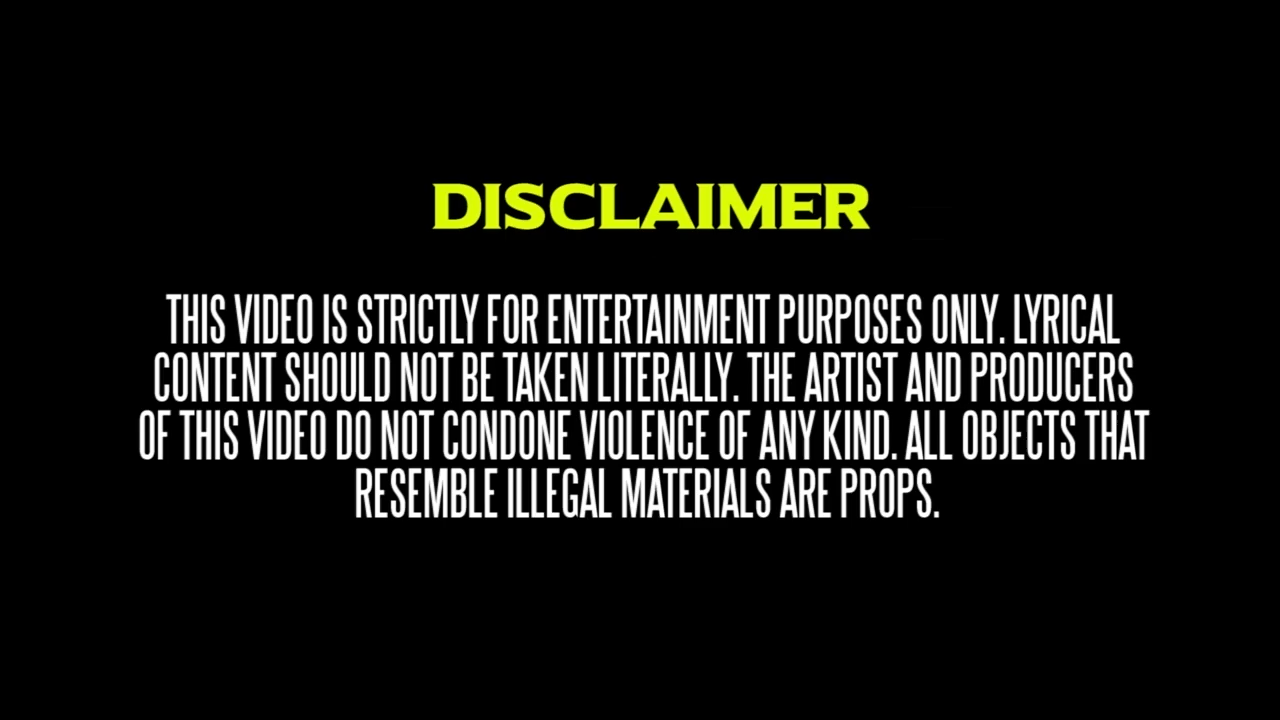 DISCLAIMER
THIS VIDEO IS STRICTLY FOR ENTERTAINMENT PURPOSES ONLY. LYRICAL
CONTENT SHOULD NOT BE TAKEN LITERALLY. THE ARTIST AND PRODUCERS
OF THIS VIDEO DO NOT CONDONE VIOLENCE OF ANY KIND. ALL OBJECTS THAT
RESEMBLE ILLEGAL MATERIALS ARE PROPS.